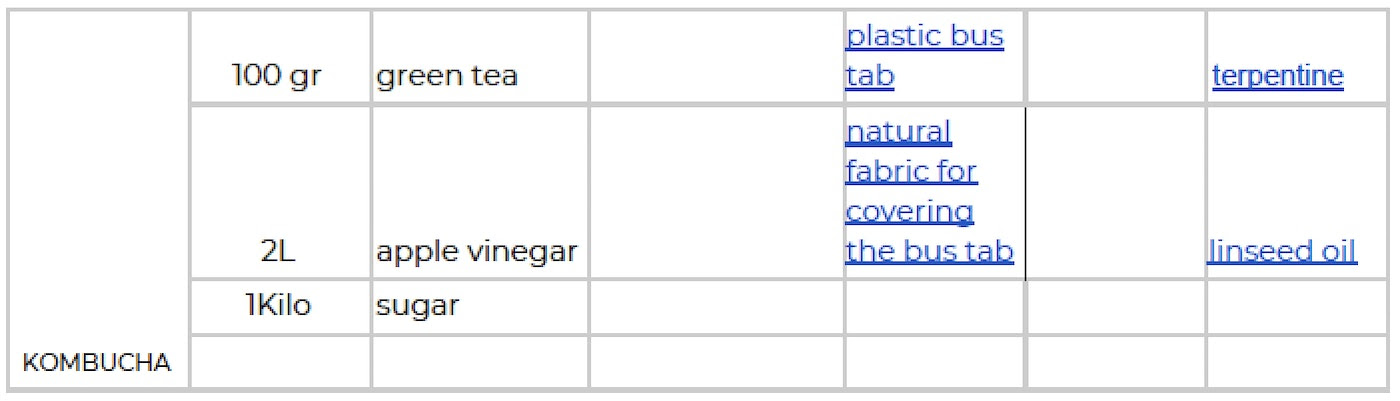 100 gr green tea plastic bus
tab terpentine
2L apple vinegar natural
fabric for
covering
the bus tab linseed oil
1Kilo sugar
KOMBUCHA